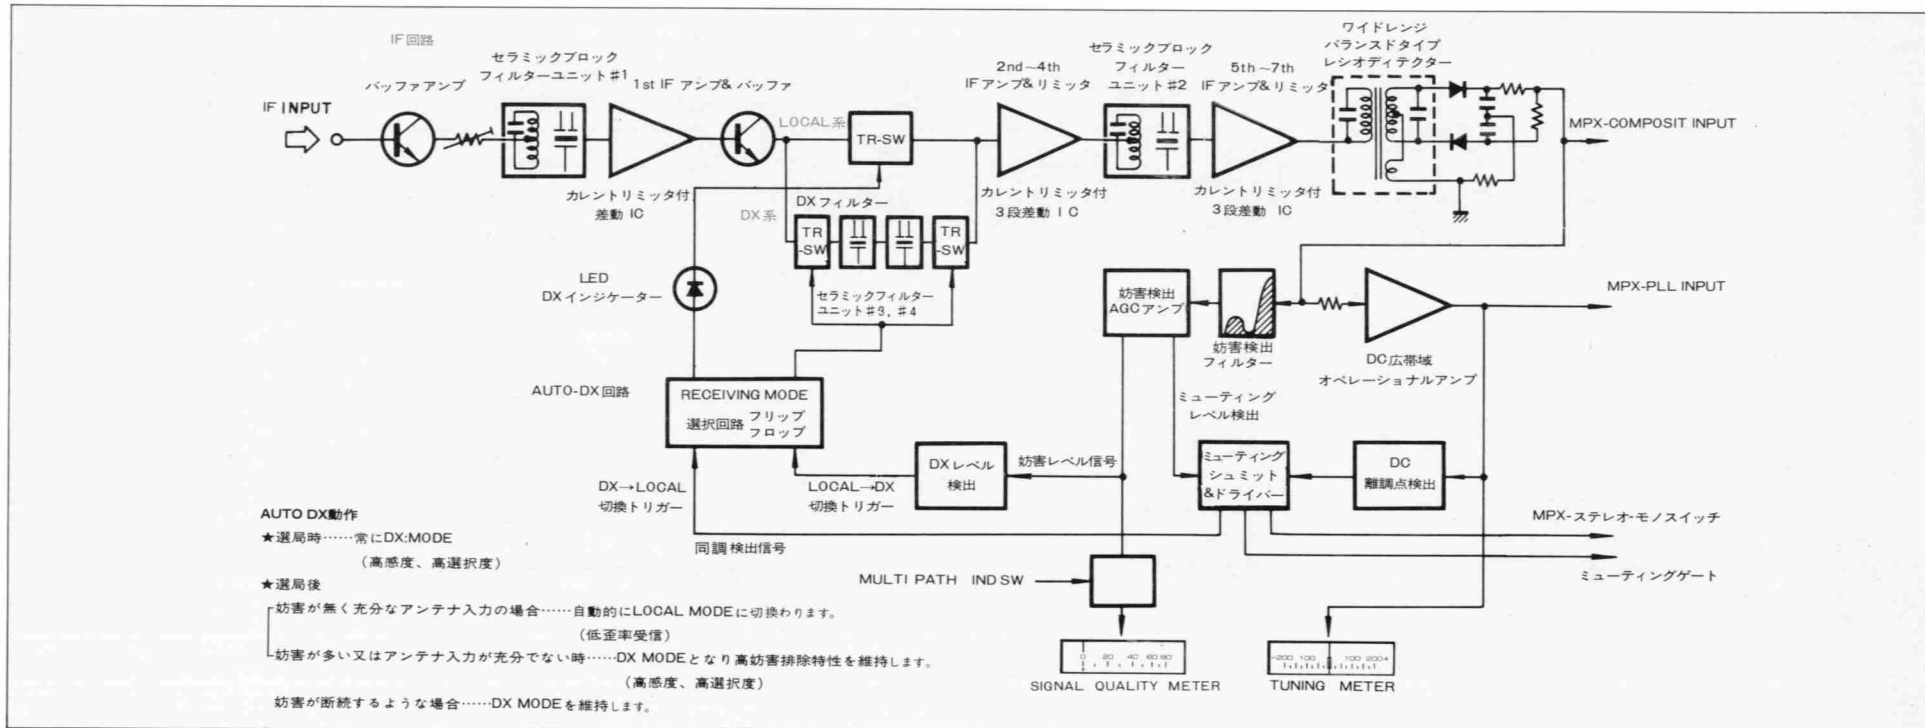 IF回路
バッファアンプ
IF INPUT
セラミックブロック
フィルターユニット#1
1st IF アンプ& バッファ
カレントリミッタ付
差動 IC
LOCAL系
TR-SW
DX系
DXフィルター
TR
-SW
TR
-SW
セラミックフィルター
ユニット#3, #4
2nd~4th
IFアンプ&リミッタ
カレントリミッタ付
3段差動 IC
セラミックブロック
フィルター
ユニット#2
5th~7th
IFアンプ&リミッタ
カレントリミッタ付
3段差動 IC
ワイドレンジ
バランスドタイプ
レシオディテクター
MPX-COMPOSIT INPUT
LED
DXインジケーター
妨害検出
AGCアンプ
妨害検出
フィルター
DC広帯域
オペレーショナルアンプ
MPX-PLL INPUT
AUTO-DX回路
RECEIVING MODE
選択回路 フリップ
フロップ
ミューティング
レベル検出
DXレベル
検出
妨害レベル信号
ミューティング
シュミット
&ドライバー
DC
離調点検出
DX→LOCAL
切換トリガー
LOCAL→DX
切換トリガー
同調検出信号
MPX-ステレオ-モノスイッチ
ミューティングゲート
MULTI PATH IND SW
0 20 40 60 80
SIGNAL QUALITY METER
-200 100 100 200+
TUNING METER
AUTO DX動作
★選局時……常にDX:MODE
(高感度、高選択度)
★選局後
妨害が無く充分なアンテナ入力の場合……自動的にLOCAL MODEに切換わります。
(低歪率受信)
妨害が多い又はアンテナ入力が充分でない時……DX MODEとなり高妨害排除特性を維持します。
(高感度、高選択度)
妨害が断続するような場合……DX MODEを維持します。